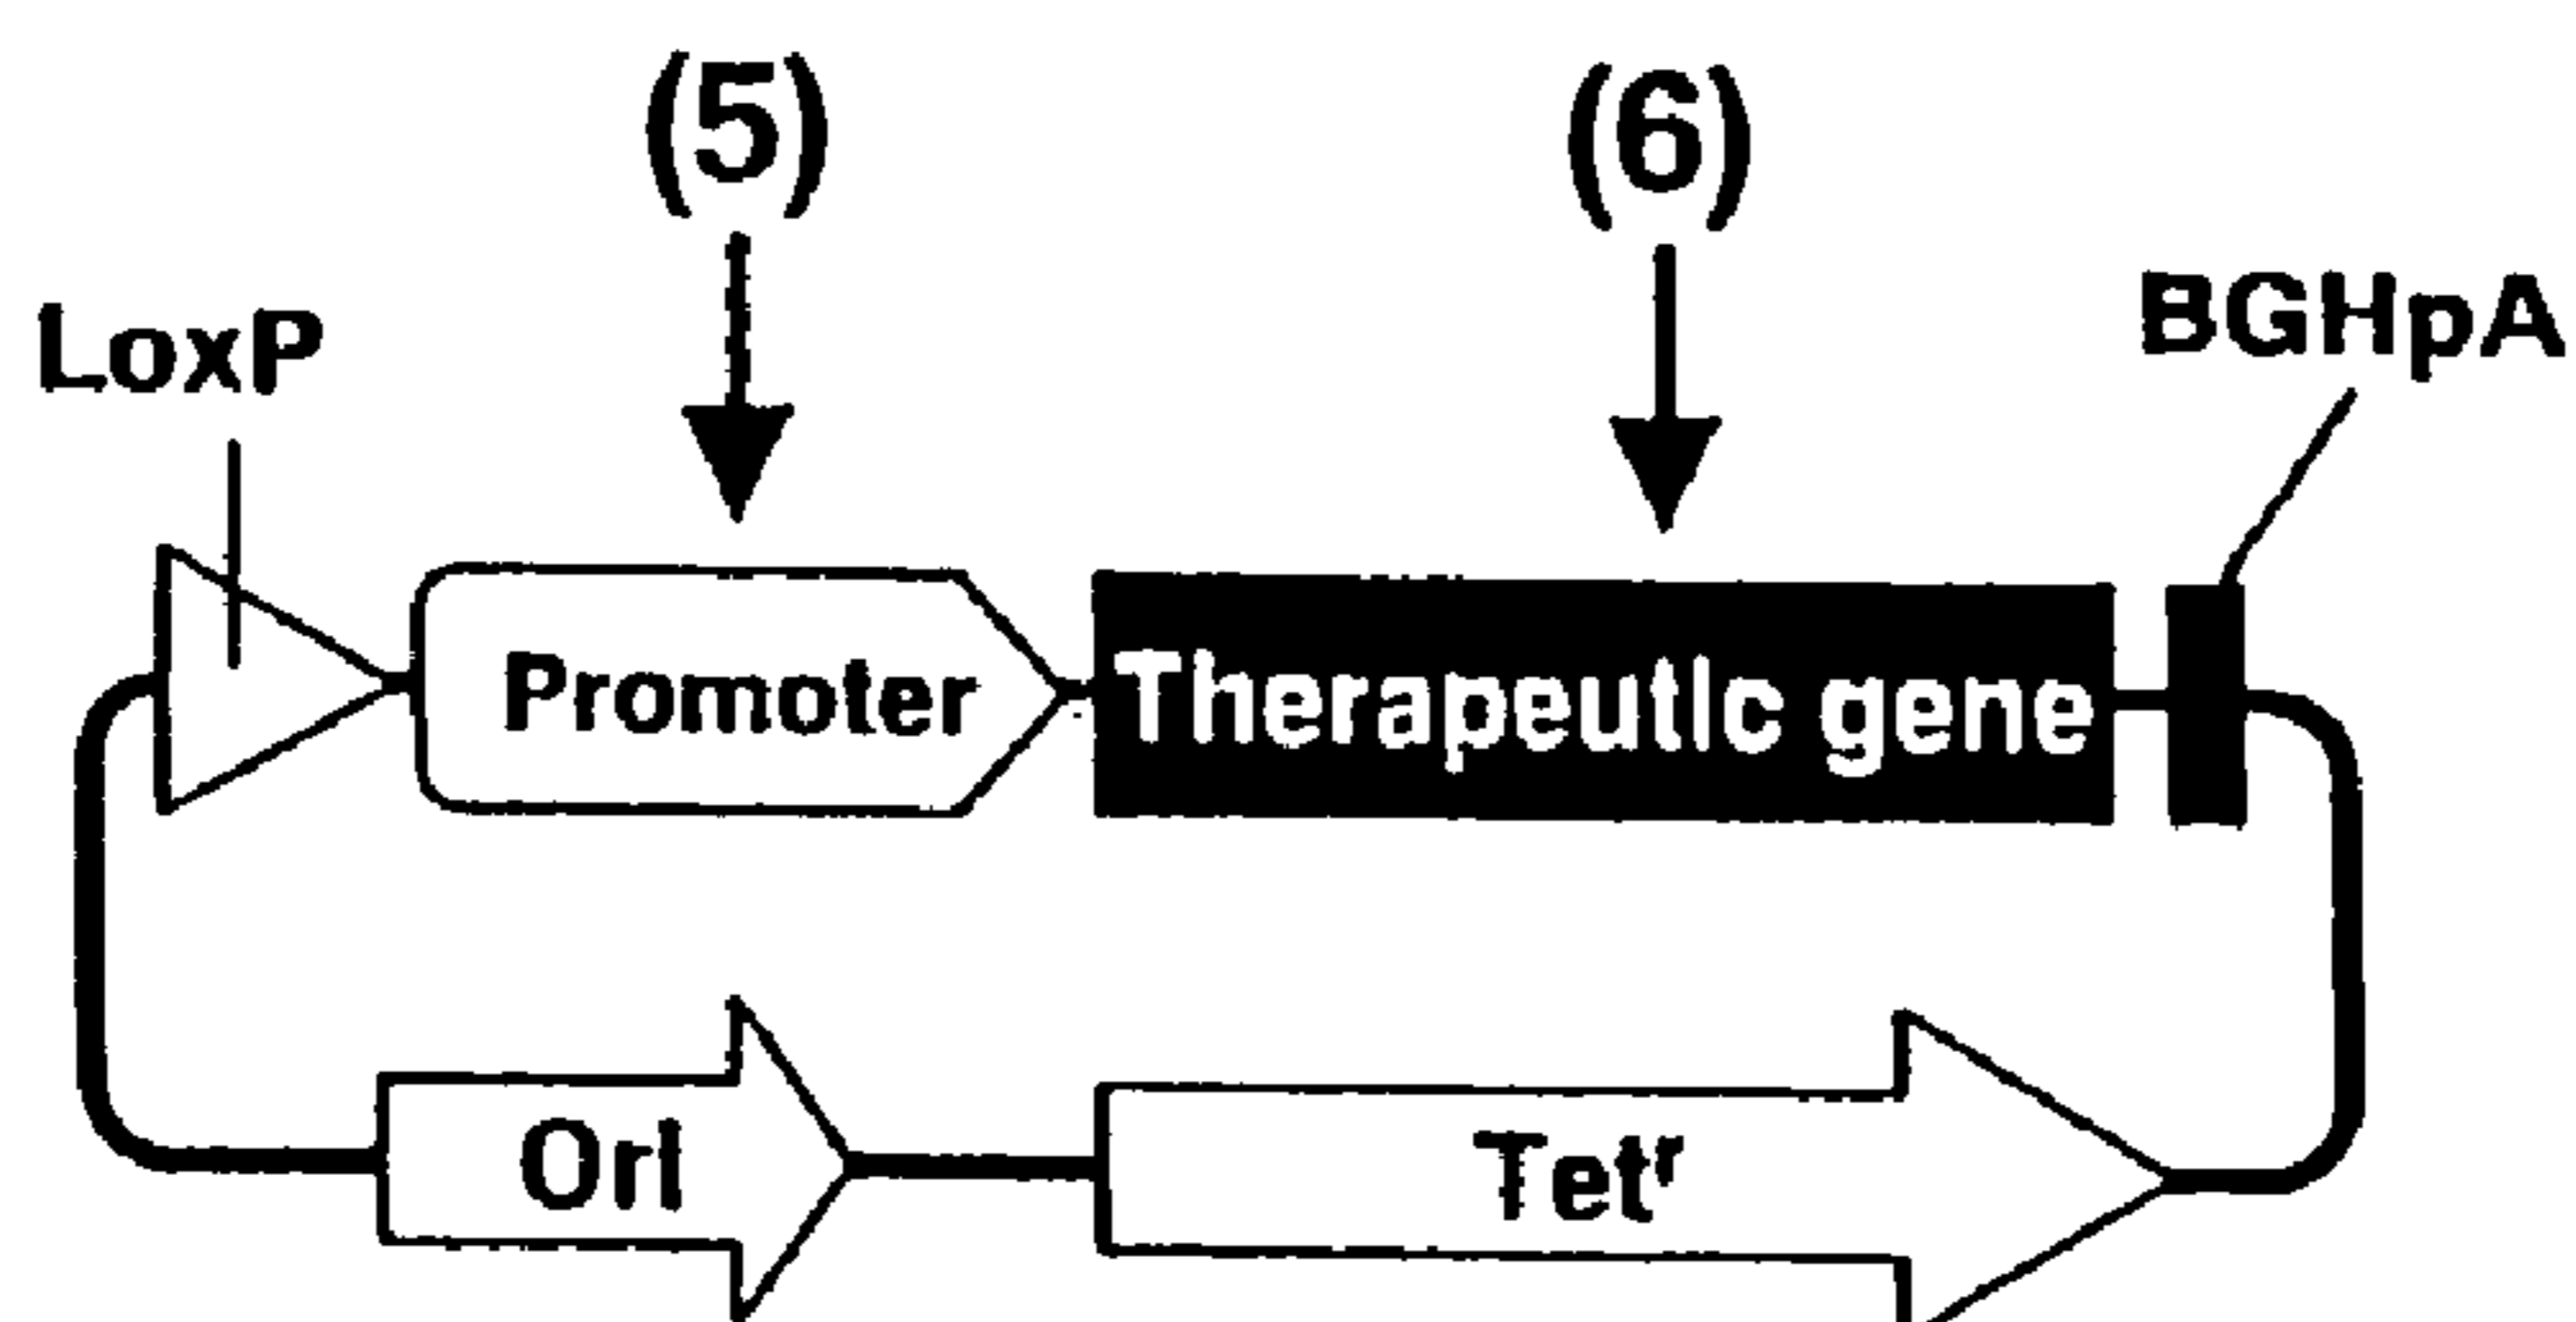 (5)
(6)
LoxP
BGHpA
Promoter
Therapeutic gene
Ori
Tetʳ